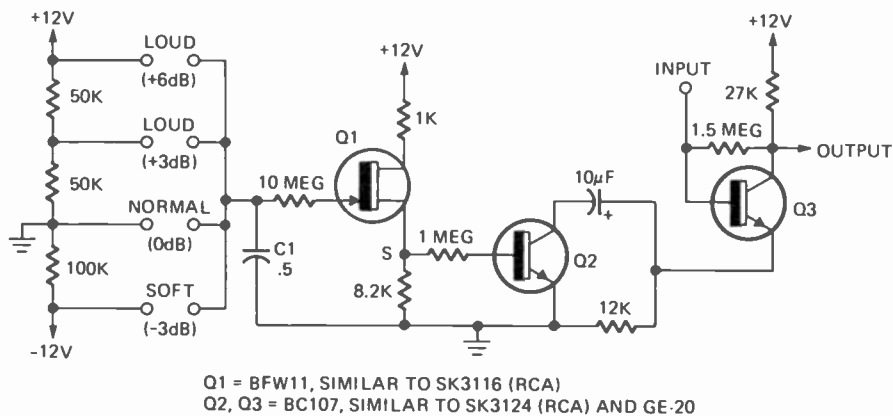 +12V
LOUD
(+6dB)
50K
LOUD
(+3dB)
50K
NORMAL
(0dB)
100K
SOFT
(-3dB)
-12V
10 MEG
C1
.5
+12V
1K
Q1
S
8.2K
1 MEG
10µF
+
Q2
12K
INPUT
+12V
27K
1.5 MEG
OUTPUT
Q3
Q1 = BFW11, SIMILAR TO SK3116 (RCA)
Q2, Q3 = BC107, SIMILAR TO SK3124 (RCA) AND GE-20